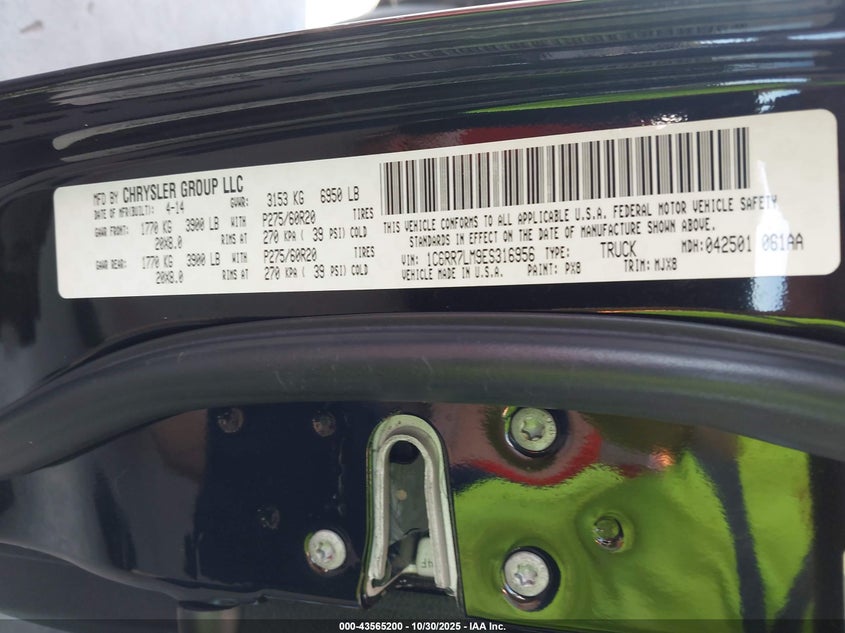 MFD BY CHRYSLER GROUP LLC
DATE OF MFR(BUILT): 4-14 GVWR: 3153 KG 6950 LB
GAWR FRONT: 1770 KG 3900 LB WITH P275/60R20 TIRES
20X8.0 RIMS AT 270 KPA ( 39 PSI) COLD
GAWR REAR: 1770 KG 3900 LB WITH P275/60R20 TIRES
20X8.0 RIMS AT 270 KPA ( 39 PSI) COLD
THIS VEHICLE CONFORMS TO ALL APPLICABLE U.S.A. FEDERAL MOTOR VEHICLE SAFETY
STANDARDS IN EFFECT ON THE DATE OF MANUFACTURE SHOWN ABOVE.
VIN: 1C6RR7LM9ES316956 TYPE: TRUCK MDH: 042501 061AA
VEHICLE MADE IN U.S.A. PAINT: PXB TRIM: MJXB
000-43565200 - 10/30/2025 - IAA Inc.